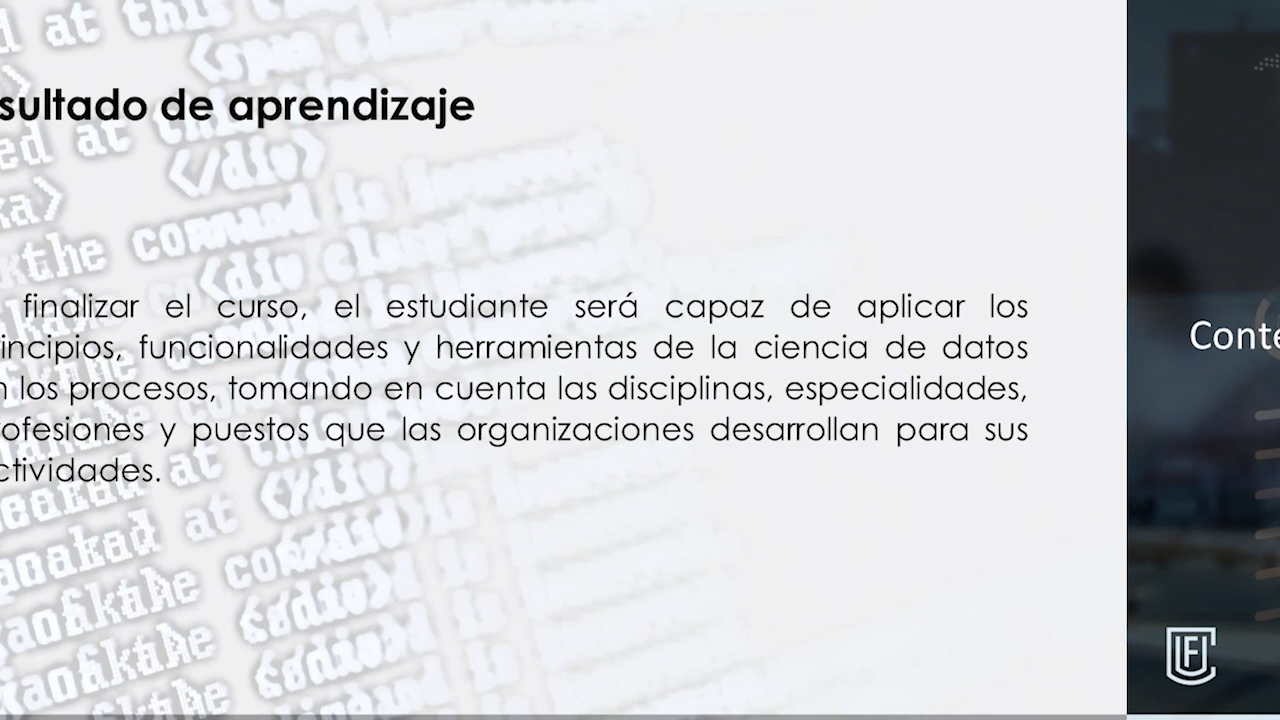 sultado de aprendizaje
finalizar el curso, el estudiante será capaz de aplicar los
incipios, funcionalidades y herramientas de la ciencia de datos
los procesos, tomando en cuenta las disciplinas, especialidades,
ofesiones y puestos que las organizaciones desarrollan para sus
ctividades.
Conte